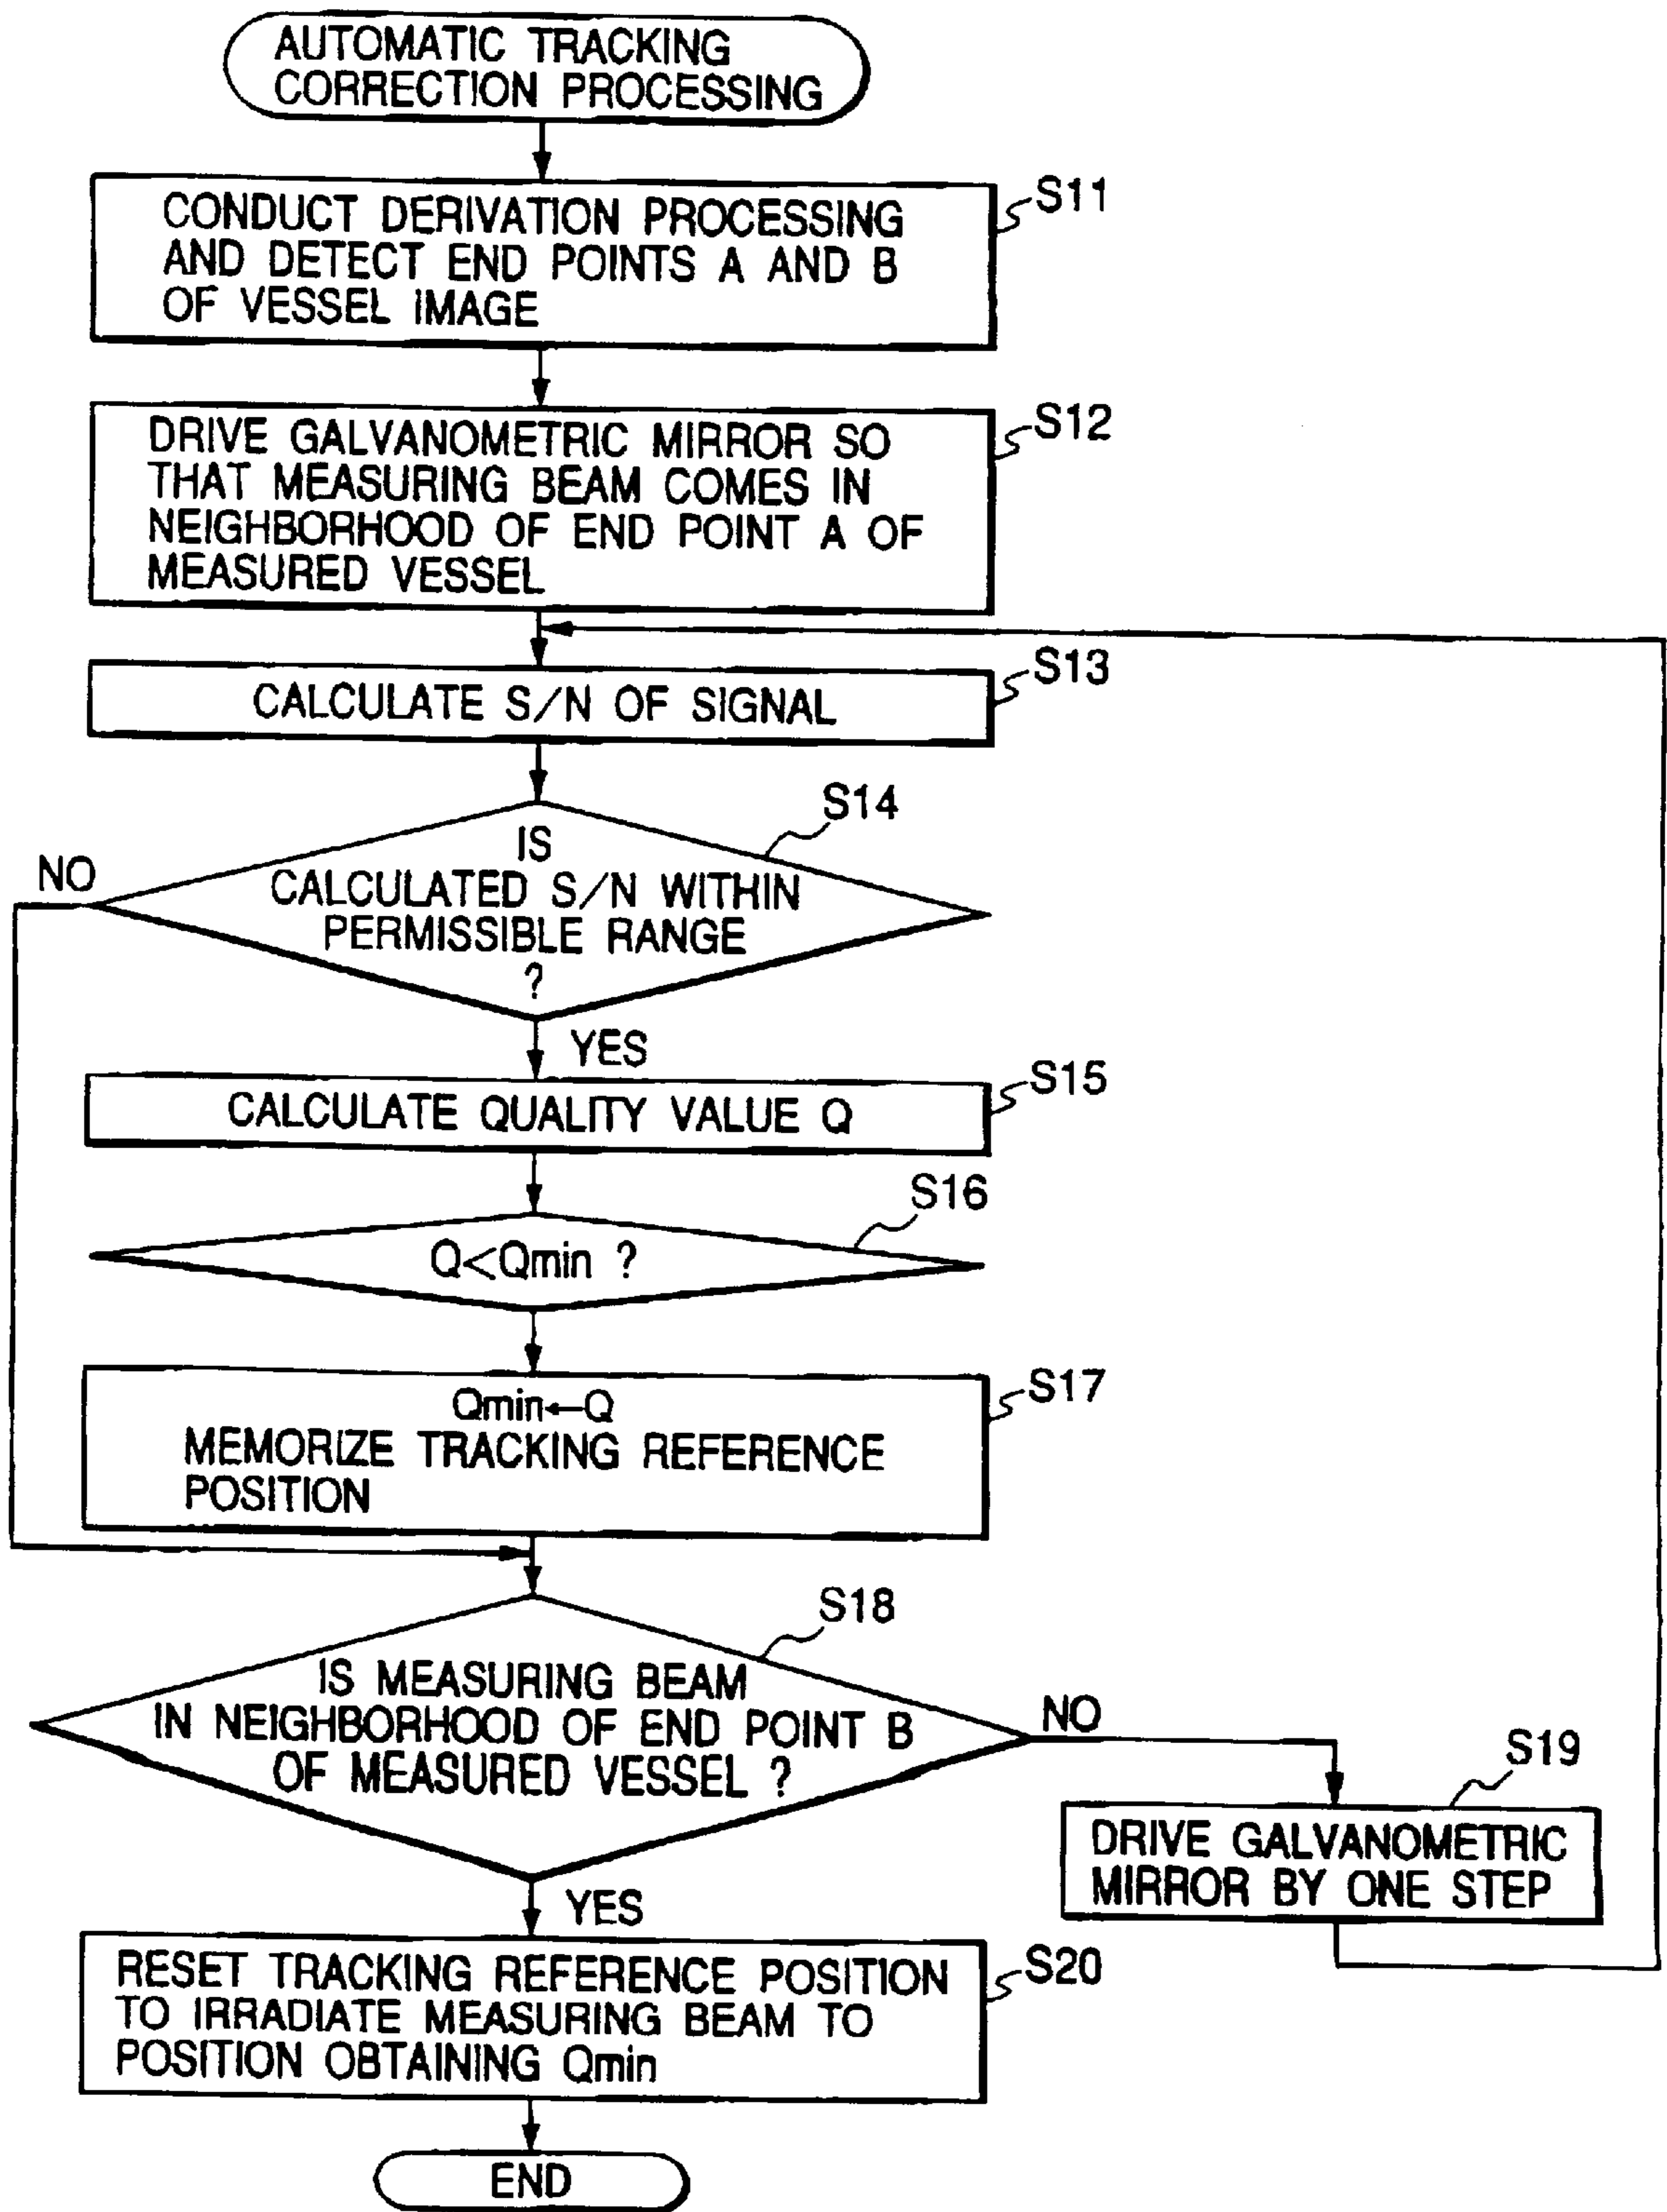 AUTOMATIC TRACKING
CORRECTION PROCESSING
S11
CONDUCT DERIVATION PROCESSING
AND DETECT END POINTS A AND B
OF VESSEL IMAGE
S12
DRIVE GALVANOMETRIC MIRROR SO
THAT MEASURING BEAM COMES IN
NEIGHBORHOOD OF END POINT A OF
MEASURED VESSEL
S13
CALCULATE S/N OF SIGNAL
S14
IS
NO
CALCULATED S/N WITHIN
PERMISSIBLE RANGE
?
YES
S15
CALCULATE QUALITY VALUE Q
S16
Q<Qmin ?
S17
Qmin←Q
MEMORIZE TRACKING REFERENCE
POSITION
S18
IS MEASURING BEAM
IN NEIGHBORHOOD OF END POINT B
OF MEASURED VESSEL ?
NO
S19
DRIVE GALVANOMETRIC
MIRROR BY ONE STEP
YES
S20
RESET TRACKING REFERENCE POSITION
TO IRRADIATE MEASURING BEAM TO
POSITION OBTAINING Qmin
END